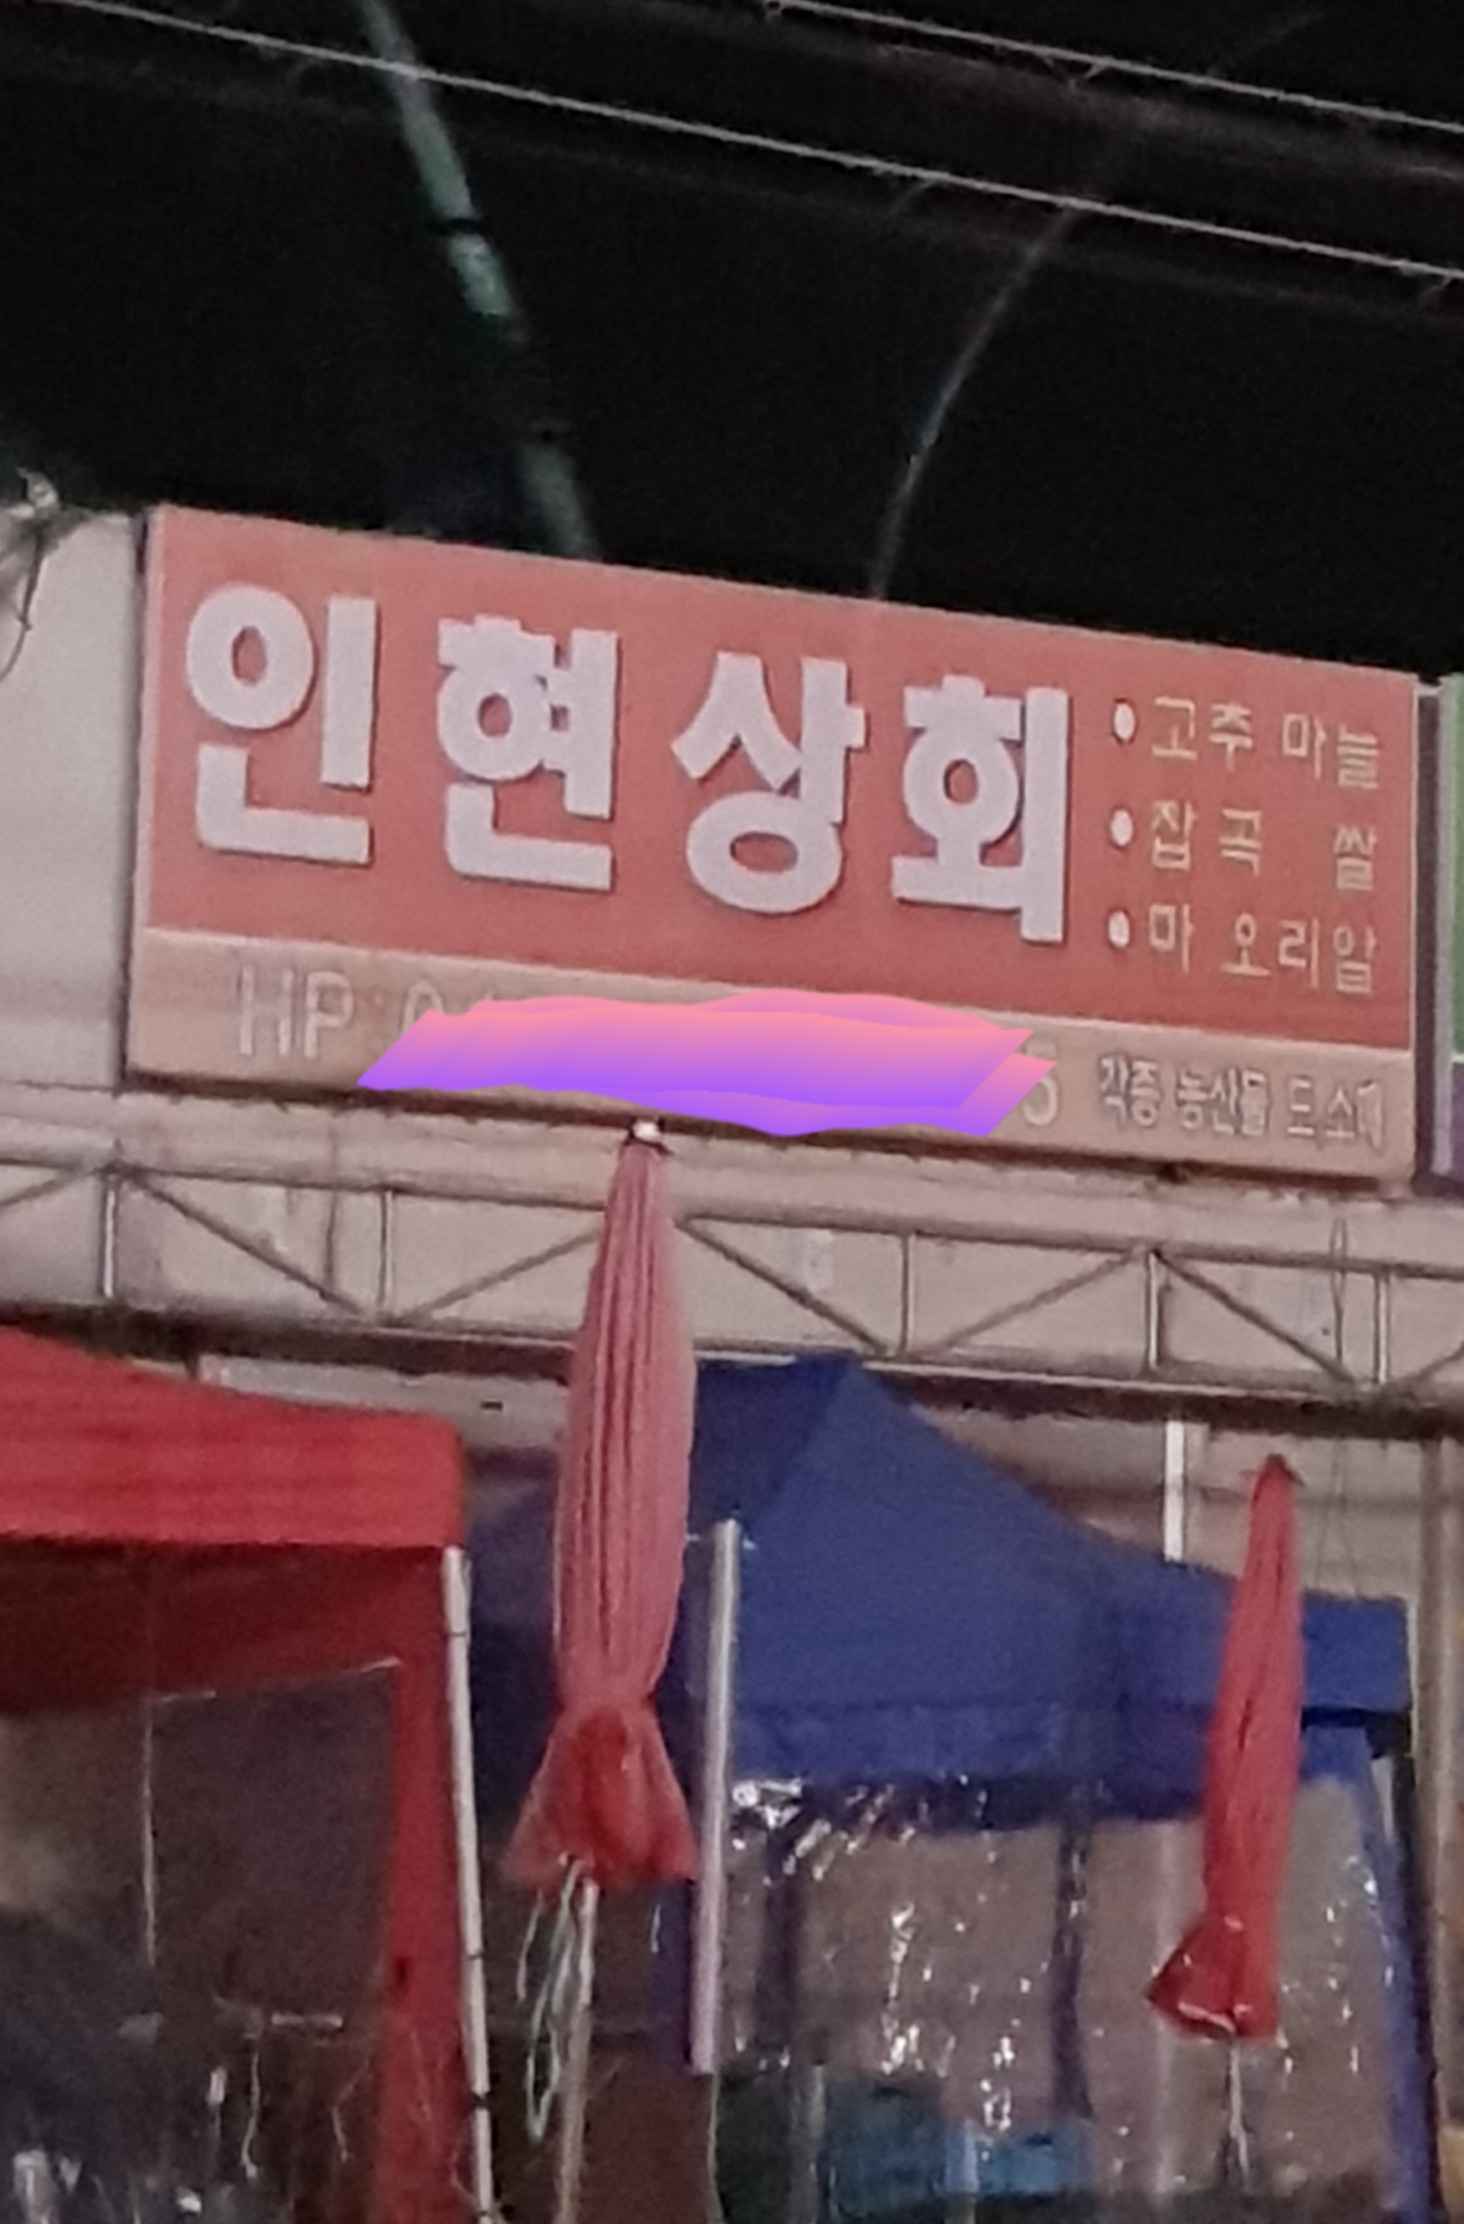 인현상회
• 고추 마늘
• 잡곡 쌀
• 마 오리알
HP
각종 농산물 도.소매